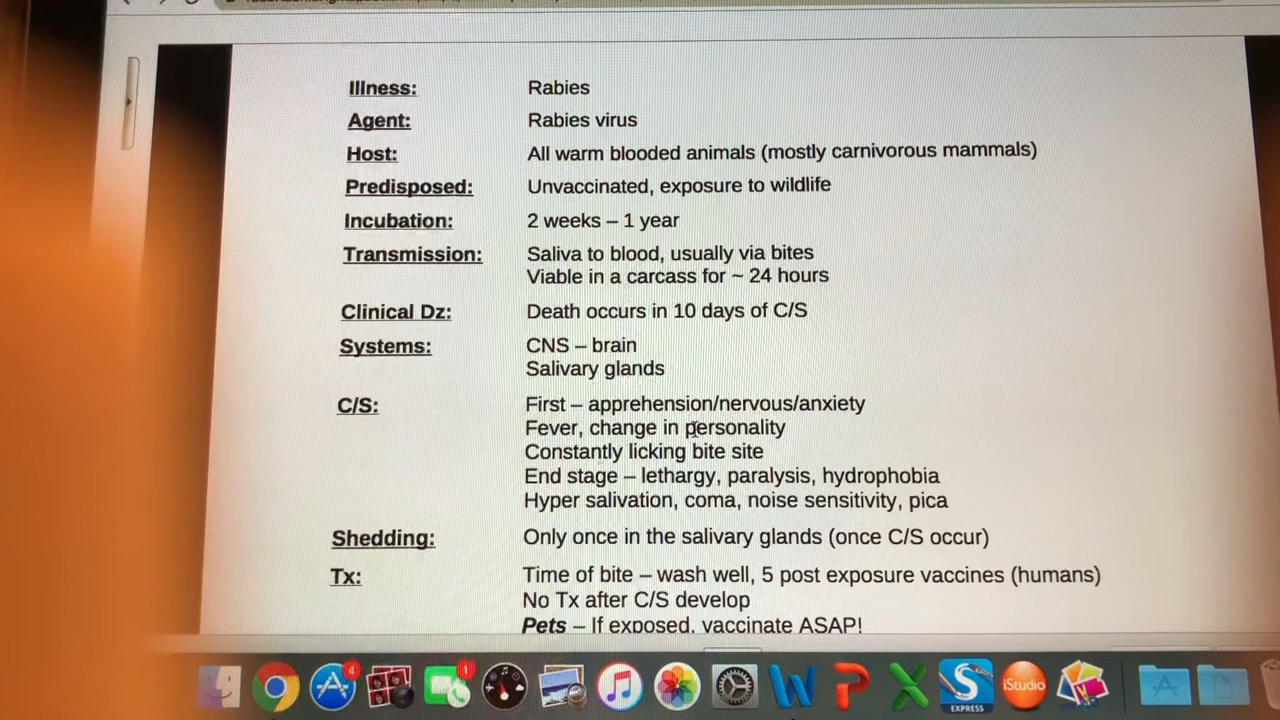 Illness: Rabies
Agent: Rabies virus
Host: All warm blooded animals (mostly carnivorous mammals)
Predisposed: Unvaccinated, exposure to wildlife
Incubation: 2 weeks – 1 year
Transmission: Saliva to blood, usually via bites
Viable in a carcass for ~ 24 hours
Clinical Dz: Death occurs in 10 days of C/S
Systems: CNS – brain
Salivary glands
C/S: First – apprehension/nervous/anxiety
Fever, change in personality
Constantly licking bite site
End stage – lethargy, paralysis, hydrophobia
Hyper salivation, coma, noise sensitivity, pica
Shedding: Only once in the salivary glands (once C/S occur)
Tx: Time of bite – wash well, 5 post exposure vaccines (humans)
No Tx after C/S develop
Pets – If exposed, vaccinate ASAP!
4 1 W P X S EXPRESS iStudio